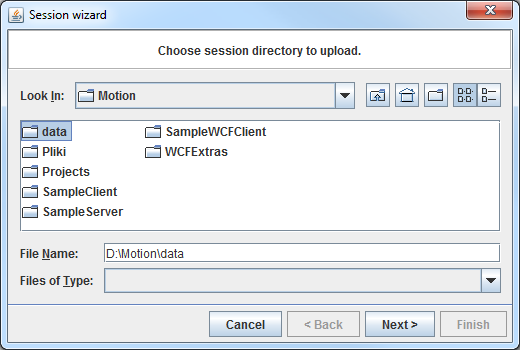 Session wizard
Choose session directory to upload.
Look In: Motion
data SampleWCFClient
Pliki WCFExtras
Projects
SampleClient
SampleServer
File Name: D:\Motion\data
Files of Type:
Cancel < Back Next > Finish